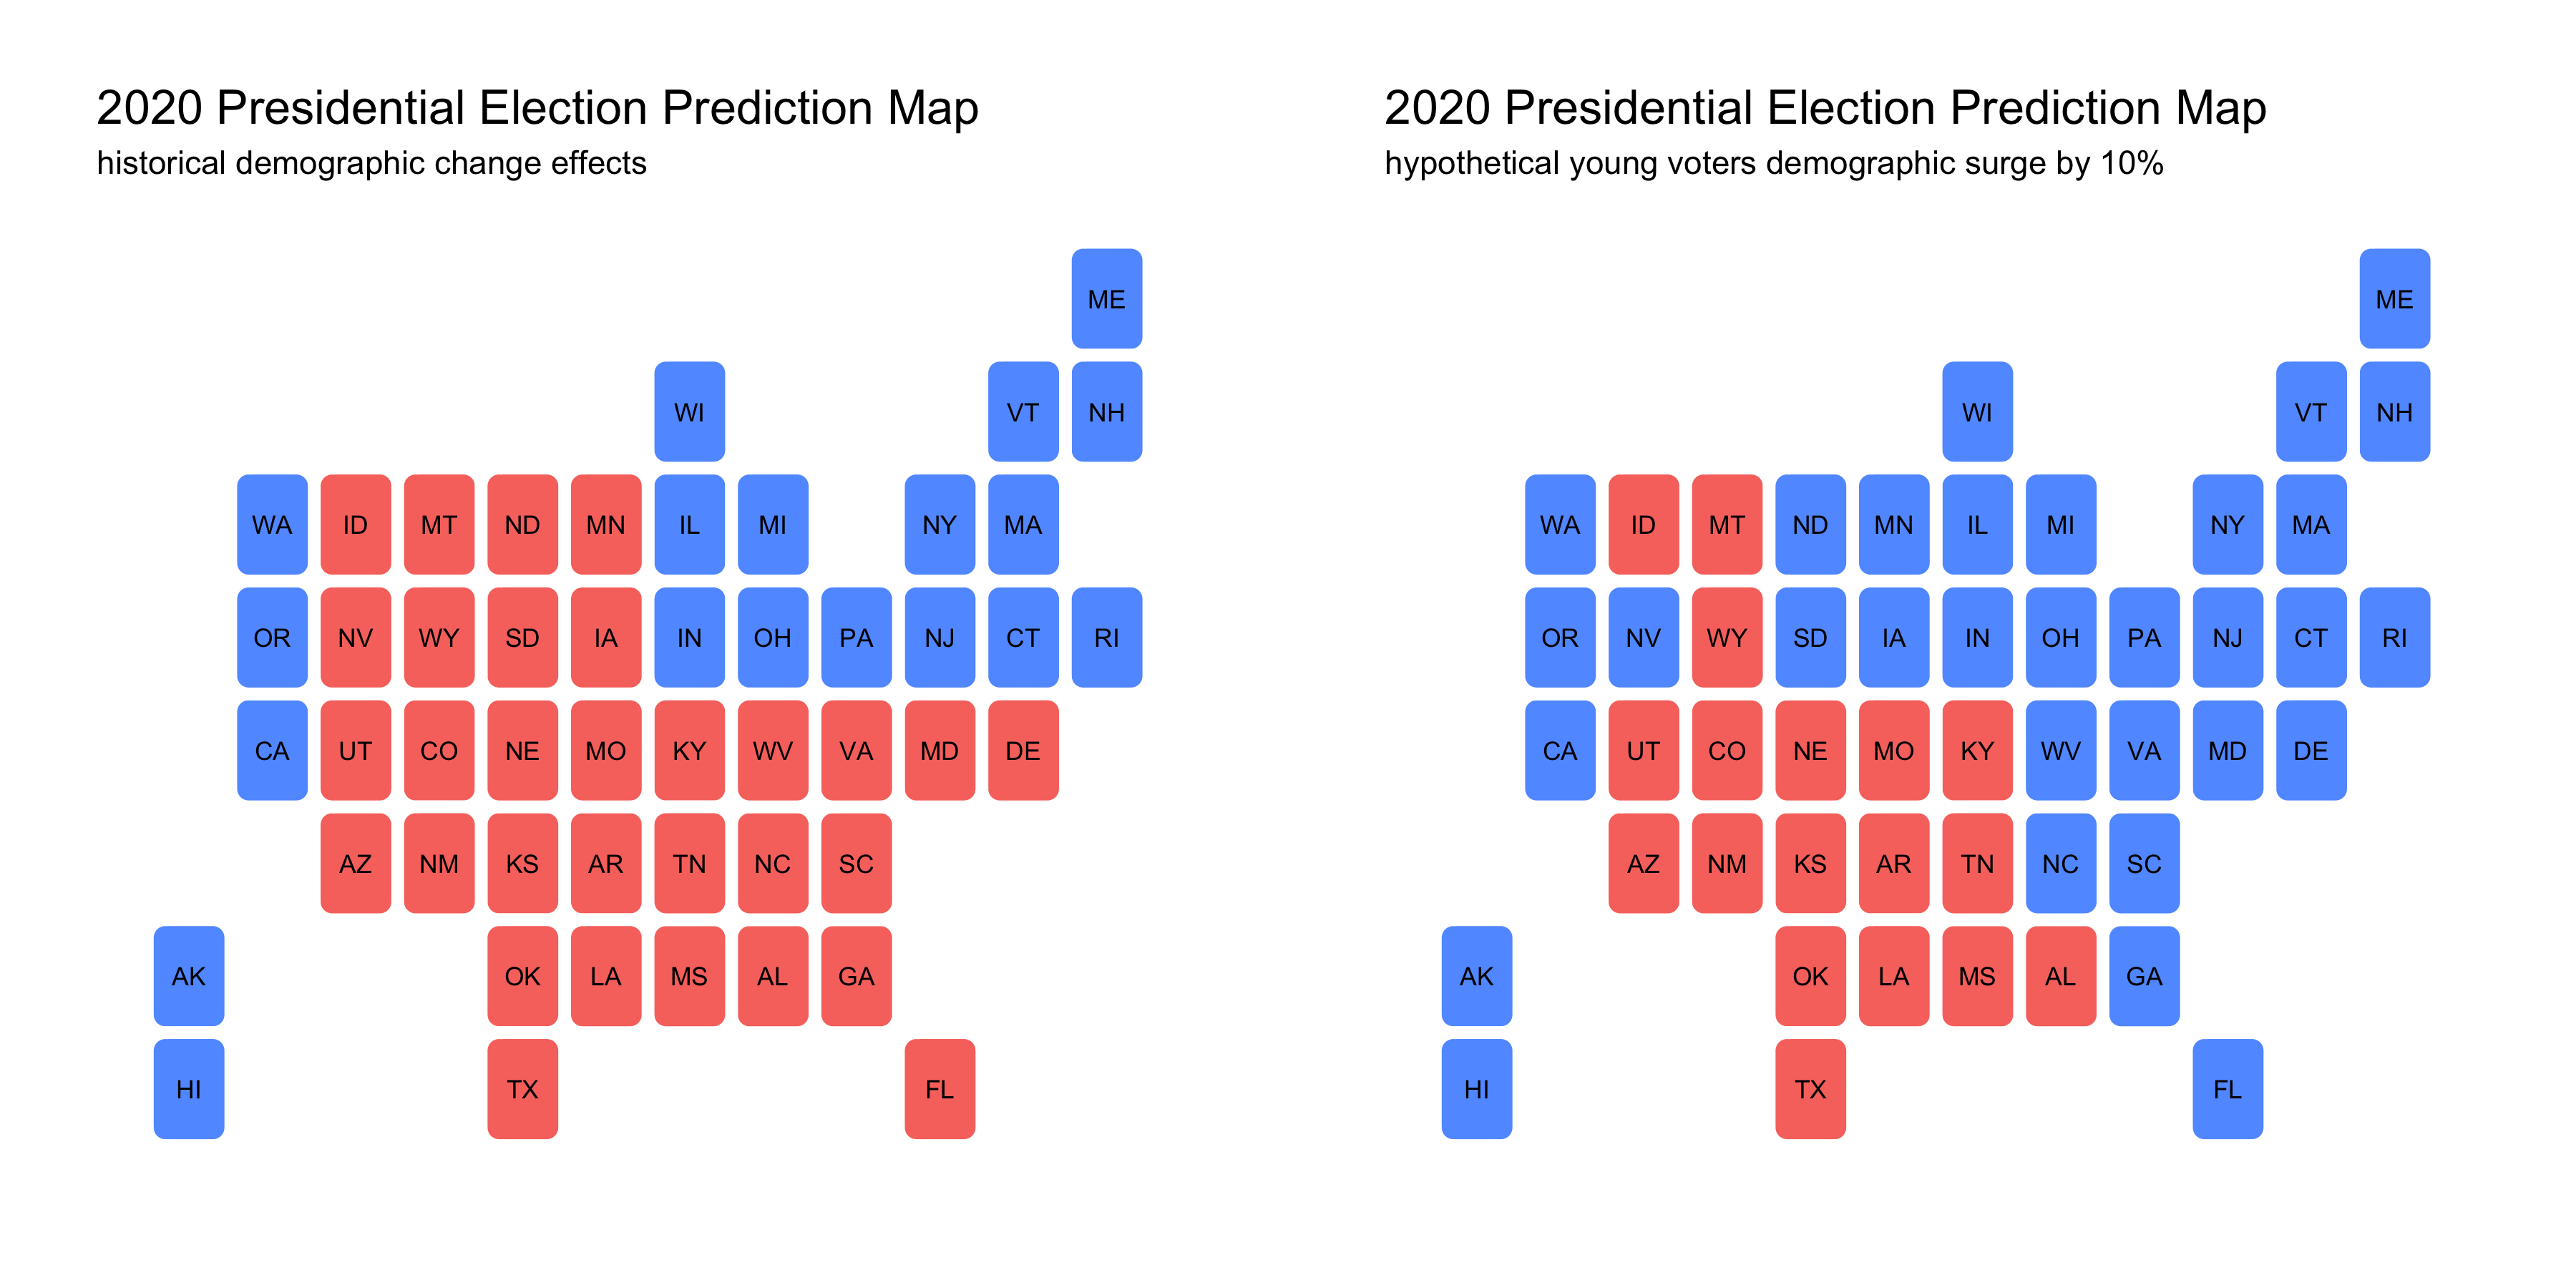 2020 Presidential Election Prediction Map
historical demographic change effects
ME
WI VT NH
WA ID MT ND MN IL MI NY MA
OR NV WY SD IA IN OH PA NJ CT RI
CA UT CO NE MO KY WV VA MD DE
AZ NM KS AR TN NC SC
AK OK LA MS AL GA
HI TX FL
2020 Presidential Election Prediction Map
hypothetical young voters demographic surge by 10%
ME
WI VT NH
WA ID MT ND MN IL MI NY MA
OR NV WY SD IA IN OH PA NJ CT RI
CA UT CO NE MO KY WV VA MD DE
AZ NM KS AR TN NC SC
AK OK LA MS AL GA
HI TX FL